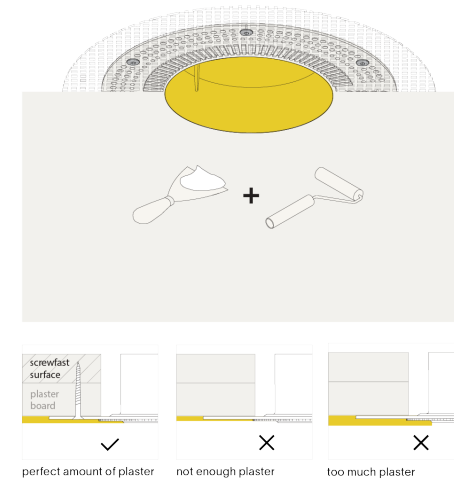 +
screwfast
surface
plaster
board
perfect amount of plaster
not enough plaster
too much plaster